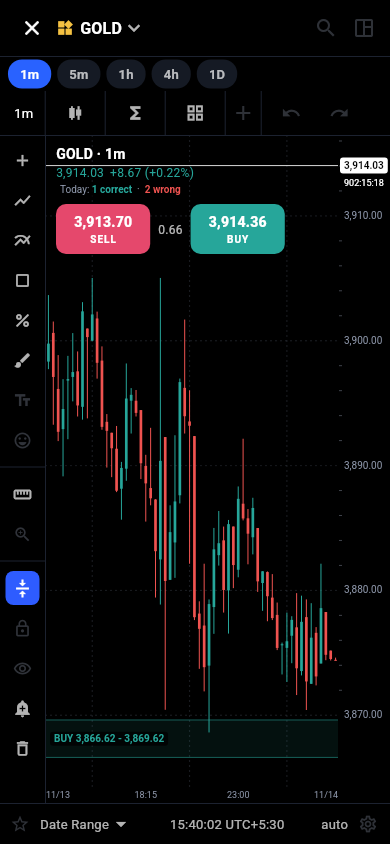 GOLD
1m 5m 1h 4h 1D
1m
GOLD · 1m
3,914.03 +8.67 (+0.22%)
Today: 1 correct · 2 wrong
3,913.70
SELL
0.66
3,914.36
BUY
3,914.03
902:15:18
3,910.00
3,900.00
3,890.00
3,880.00
3,870.00
BUY 3,866.62 - 3,869.62
11/13 18:15 23:00 11/14
Date Range 15:40:02 UTC+5:30 auto